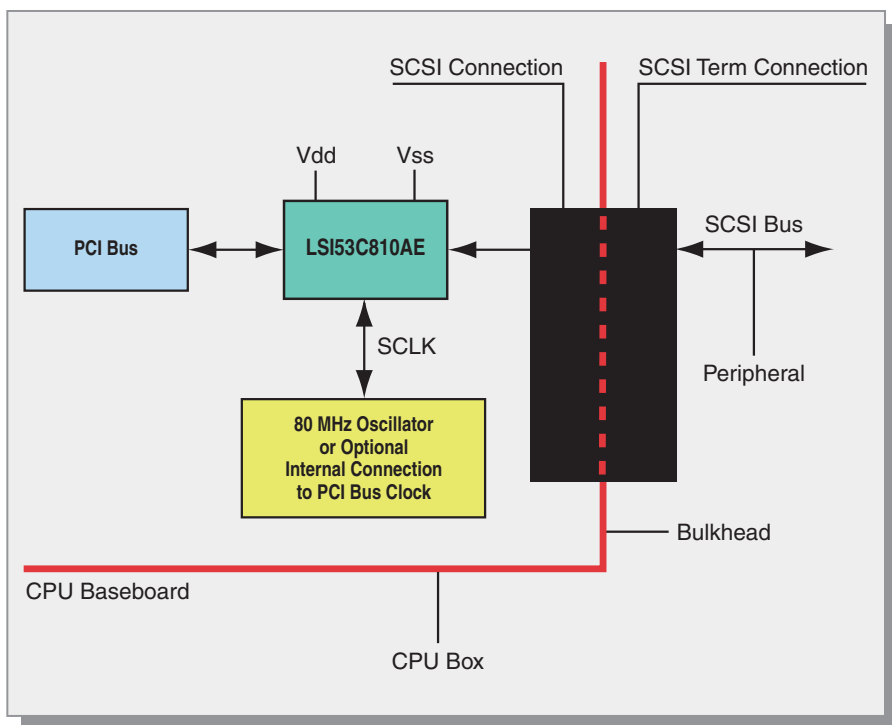 SCSI Connection
SCSI Term Connection
Vdd
Vss
PCI Bus
LSI53C810AE
SCSI Bus
SCLK
Peripheral
80 MHz Oscillator
or Optional
Internal Connection
to PCI Bus Clock
Bulkhead
CPU Baseboard
CPU Box